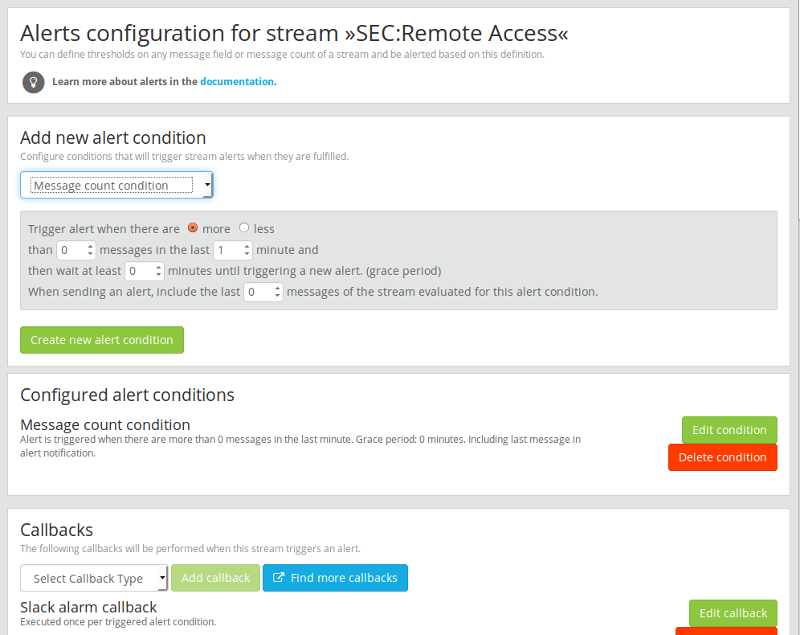 Alerts configuration for stream »SEC:Remote Access«
You can define thresholds on any message field or message count of a stream and be alerted based on this definition.
Learn more about alerts in the documentation.
Add new alert condition
Configure conditions that will trigger stream alerts when they are fulfilled.
Message count condition
Trigger alert when there are more less
than 0 messages in the last 1 minute and
then wait at least 0 minutes until triggering a new alert. (grace period)
When sending an alert, include the last 0 messages of the stream evaluated for this alert condition.
Create new alert condition
Configured alert conditions
Message count condition
Alert is triggered when there are more than 0 messages in the last minute. Grace period: 0 minutes. Including last message in
alert notification.
Edit condition
Delete condition
Callbacks
The following callbacks will be performed when this stream triggers an alert.
Select Callback Type Add callback Find more callbacks
Slack alarm callback
Executed once per triggered alert condition.
Edit callback